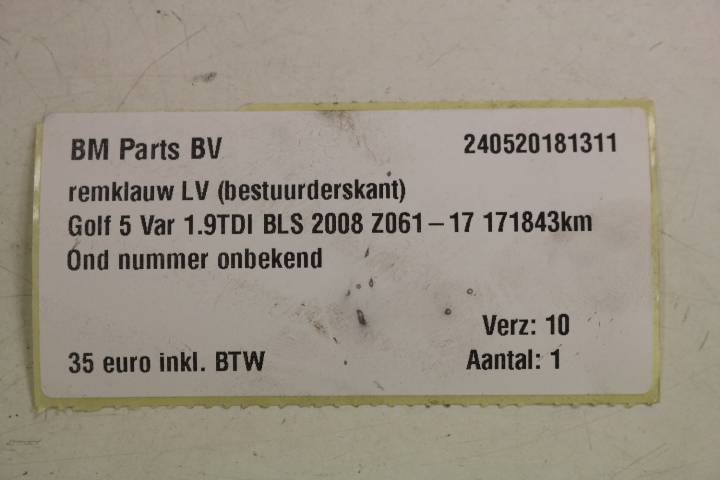 BM Parts BV 240520181311
remklauw LV (bestuurderskant)
Golf 5 Var 1.9TDI BLS 2008 Z061-17 171843km
Ond nummer onbekend
Verz: 10
35 euro inkl. BTW Aantal: 1